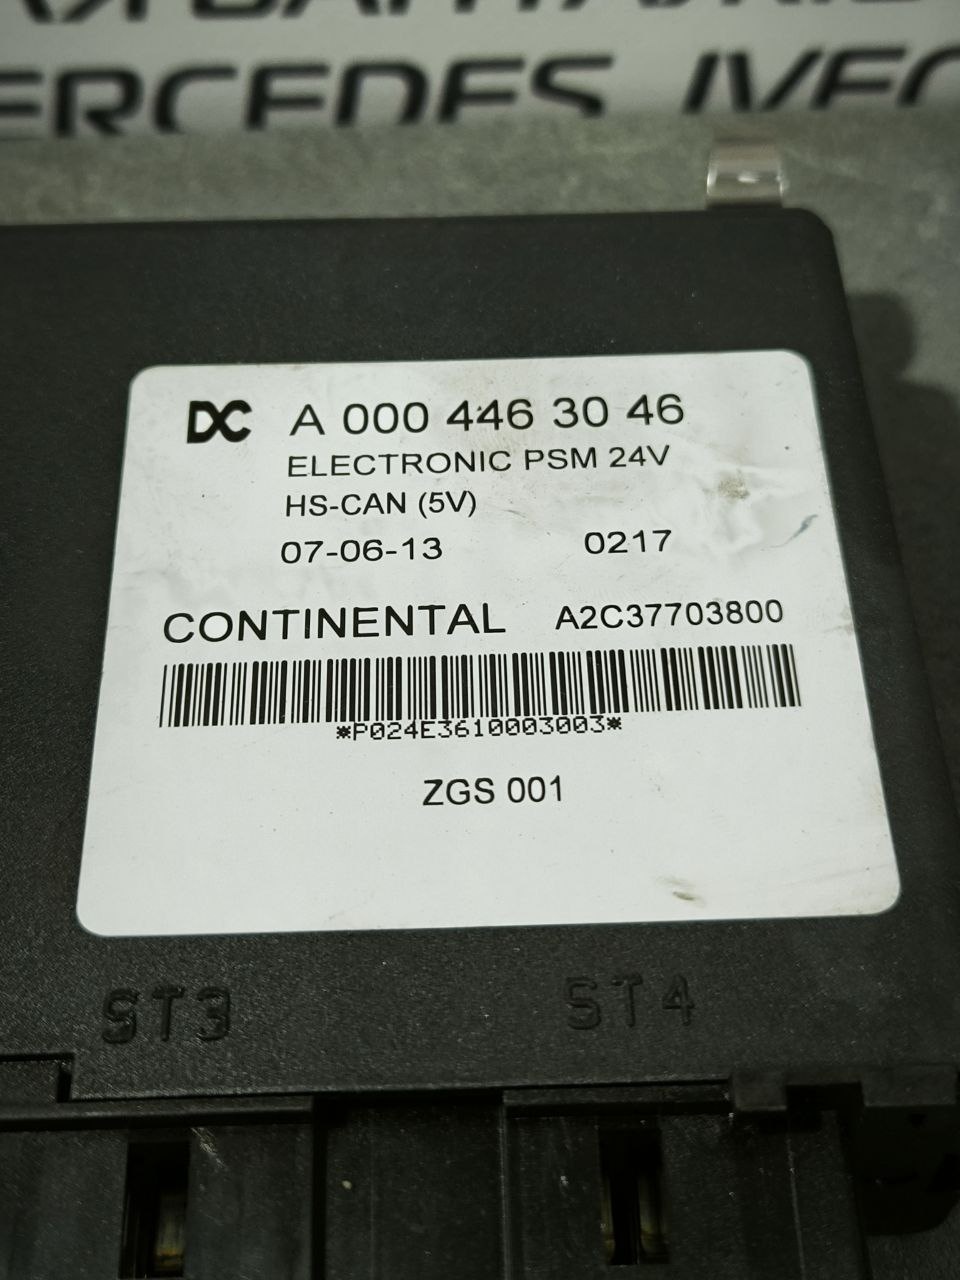 ERCEDES IVEC
DC A 000 446 30 46
ELECTRONIC PSM 24V
HS-CAN (5V)
07-06-13 0217
CONTINENTAL A2C37703800
*P024E3610003003*
ZGS 001
ST3 ST4